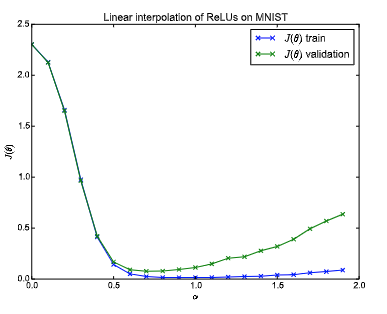 Linear interpolation of ReLUs on MNIST
J(θ) train
J(θ) validation
2.5
2.0
1.5
1.0
0.5
0.0
J(θ)
0.0 0.5 1.0 1.5 2.0
α